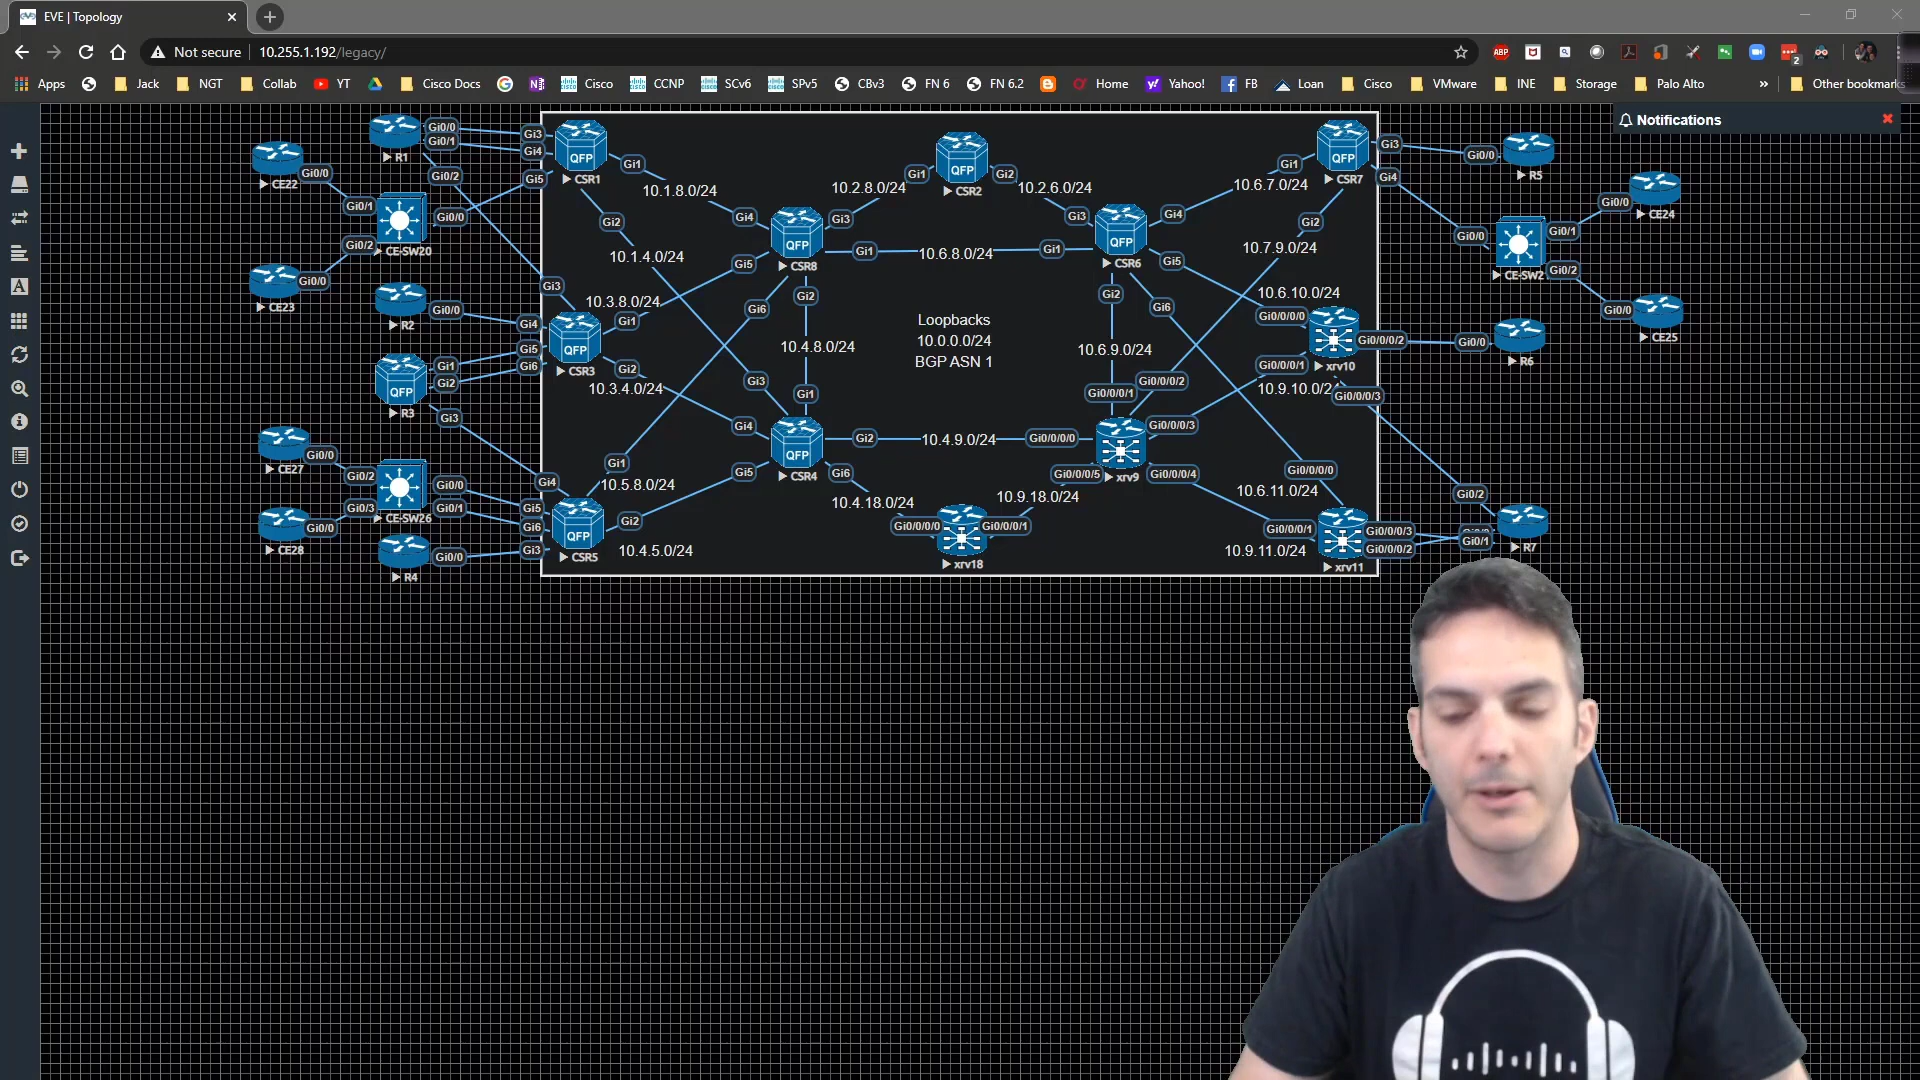 EVE | Topology
Not secure
10.255.1.192/legacy/
ABP
2
Apps
Jack
NGT
Collab
YT
Cisco Docs
Cisco
CCNP
SCv6
SPv5
CBv3
FN 6
FN 6.2
Home
Yahoo!
FB
Loan
Cisco
VMware
INE
Storage
Palo Alto
»
Other bookmarks
Notifications
R1
Gi0/0
Gi0/1
Gi0/2
Gi3
Gi4
Gi5
QFP
CSR1
Gi1
Gi2
CE22
Gi0/0
Gi0/1
Gi0/0
CE-SW20
Gi0/2
CE23
Gi0/0
10.1.8.0/24
10.1.4.0/24
QFP
CSR2
Gi1
Gi2
10.2.8.0/24
10.2.6.0/24
QFP
CSR7
Gi1
Gi2
Gi3
Gi4
10.6.7.0/24
10.7.9.0/24
Gi0/0
R5
Gi0/0
CE24
Gi0/0
Gi0/1
CE-SW2
Gi0/2
Gi0/0
CE25
Gi4
Gi3
QFP
CSR8
Gi1
Gi5
Gi2
Gi6
10.6.8.0/24
Gi3
Gi4
Gi1
QFP
CSR6
Gi5
Gi2
Gi6
R2
Gi0/0
Gi3
Gi4
Gi5
Gi6
QFP
CSR3
Gi1
Gi2
10.3.8.0/24
10.3.4.0/24
QFP
R3
Gi1
Gi2
Gi3
Loopbacks
10.0.0.0/24
BGP ASN 1
10.4.8.0/24
10.6.9.0/24
10.6.10.0/24
Gi0/0/0/0
xrv10
Gi0/0/0/2
Gi0/0/0/1
Gi0/0/0/3
10.9.10.0/24
Gi0/0
R6
CE27
Gi0/0
Gi0/2
Gi0/0
Gi0/1
CE-SW26
Gi0/3
CE28
Gi0/0
R4
Gi0/0
Gi4
Gi5
Gi6
Gi3
QFP
CSR5
Gi1
Gi2
10.5.8.0/24
10.4.5.0/24
Gi3
Gi1
Gi4
QFP
CSR4
Gi2
Gi5
Gi6
10.4.9.0/24
10.4.18.0/24
Gi0/0/0/1
Gi0/0/0/2
Gi0/0/0/0
Gi0/0/0/3
Gi0/0/0/5
xrv9
Gi0/0/0/4
10.9.18.0/24
Gi0/0/0/0
Gi0/0/0/1
xrv18
Gi0/0/0/0
10.6.11.0/24
Gi0/0/0/1
10.9.11.0/24
xrv11
Gi0/0/0/3
Gi0/0/0/2
Gi0/2
Gi0/1
R7